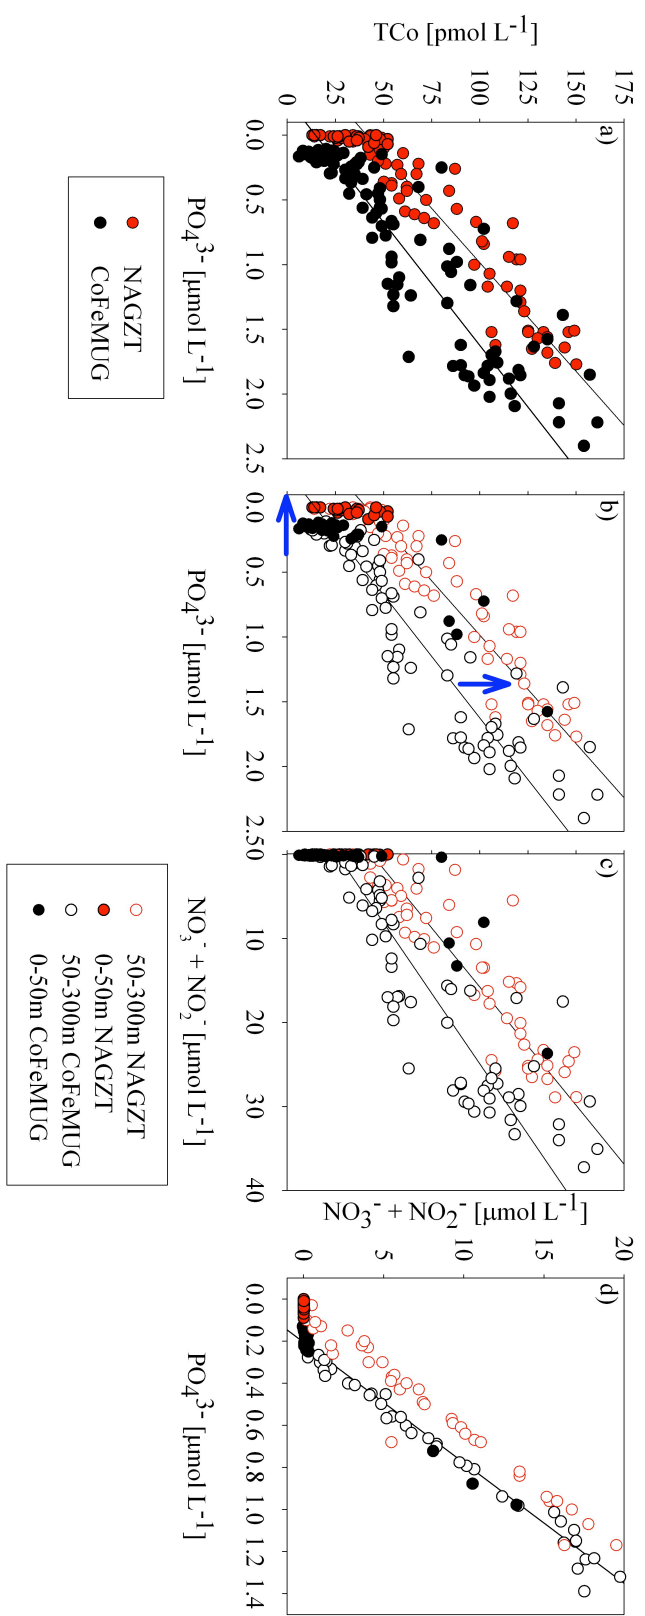 TCo [pmol L⁻¹]
175
150
125
100
75
50
25
0
a)
0.0 0.5 1.0 1.5 2.0 2.5
PO₄³⁻ [μmol L⁻¹]
NAGZT
CoFeMUG
b)
0.0 0.5 1.0 1.5 2.0 2.5
PO₄³⁻ [μmol L⁻¹]
c)
0 10 20 30 40
NO₃⁻ + NO₂⁻ [μmol L⁻¹]
50-300m NAGZT
0-50m NAGZT
50-300m CoFeMUG
0-50m CoFeMUG
NO₃⁻ + NO₂⁻ [μmol L⁻¹]
20
15
10
5
0
d)
0.0 0.2 0.4 0.6 0.8 1.0 1.2 1.4
PO₄³⁻ [μmol L⁻¹]